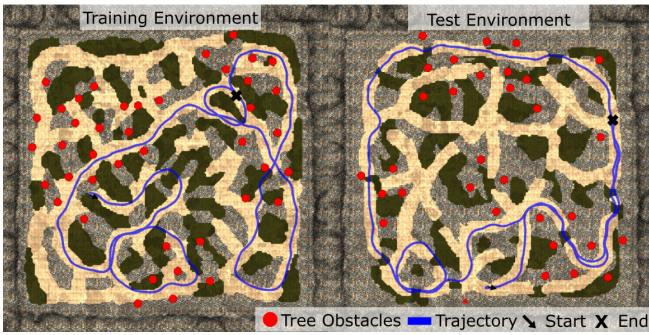 Training Environment
Test Environment
Tree Obstacles Trajectory Start End